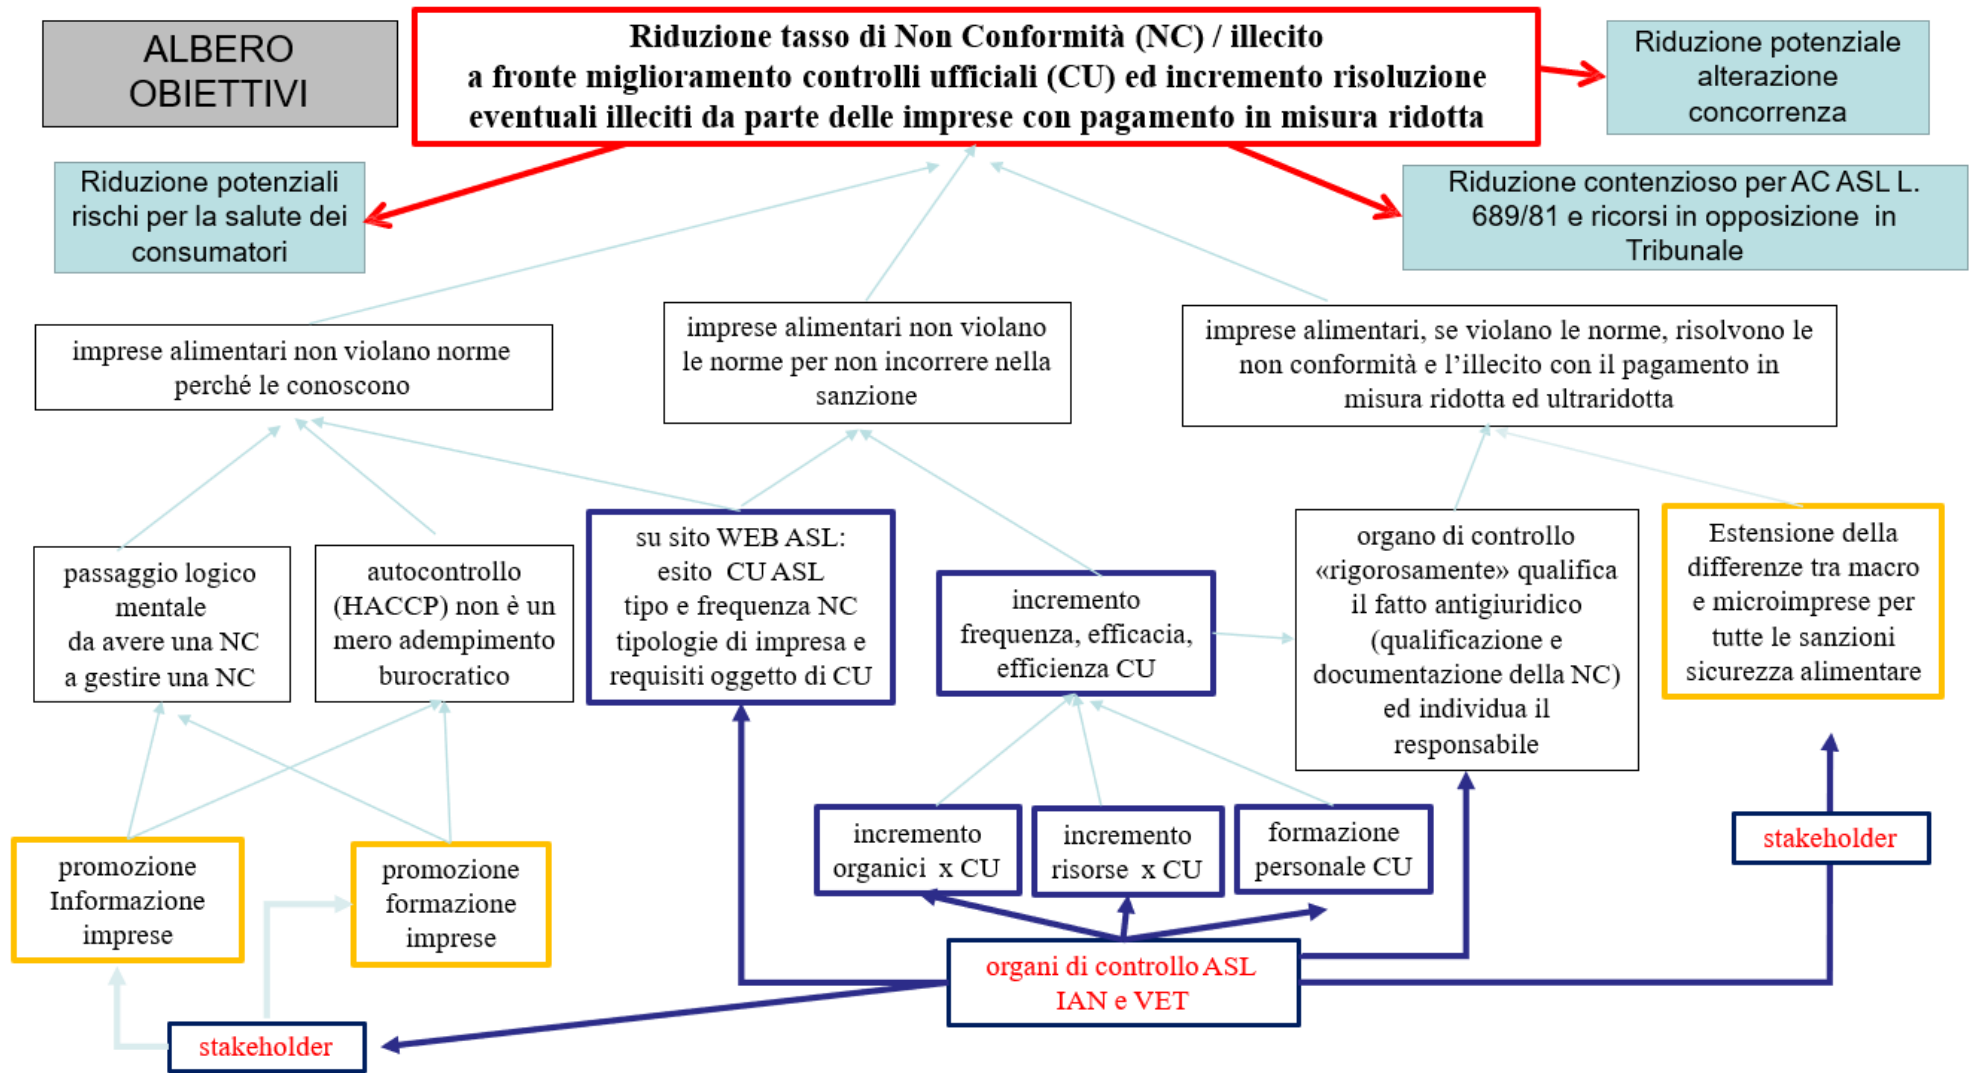 ALBERO
OBIETTIVI
Riduzione tasso di Non Conformità (NC) / illecito
a fronte miglioramento controlli ufficiali (CU) ed incremento risoluzione
eventuali illeciti da parte delle imprese con pagamento in misura ridotta
Riduzione potenziale
alterazione
concorrenza
Riduzione potenziali
rischi per la salute dei
consumatori
Riduzione contenzioso per AC ASL L.
689/81 e ricorsi in opposizione in
Tribunale
imprese alimentari non violano norme
perché le conoscono
imprese alimentari non violano
le norme per non incorrere nella
sanzione
imprese alimentari, se violano le norme, risolvono le
non conformità e l’illecito con il pagamento in
misura ridotta ed ultraridotta
passaggio logico
mentale
da avere una NC
a gestire una NC
autocontrollo
(HACCP) non è un
mero adempimento
burocratico
su sito WEB ASL:
esito CU ASL
tipo e frequenza NC
tipologie di impresa e
requisiti oggetto di CU
incremento
frequenza, efficacia,
efficienza CU
organo di controllo
«rigorosamente» qualifica
il fatto antigiuridico
(qualificazione e
documentazione della NC)
ed individua il
responsabile
Estensione della
differenze tra macro
e microimprese per
tutte le sanzioni
sicurezza alimentare
promozione
Informazione
imprese
promozione
formazione
imprese
incremento
organici x CU
incremento
risorse x CU
formazione
personale CU
stakeholder
organi di controllo ASL
IAN e VET
stakeholder